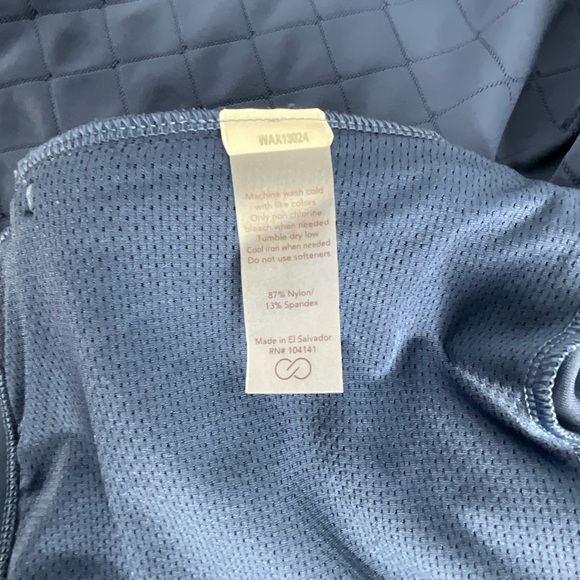 WAX13024
Machine wash cold
with like colors
Only non chlorine
bleach when needed
Tumble dry low
Cool iron when needed
Do not use softeners
87% Nylon/
13% Spandex
Made in El Salvador
RN# 104141